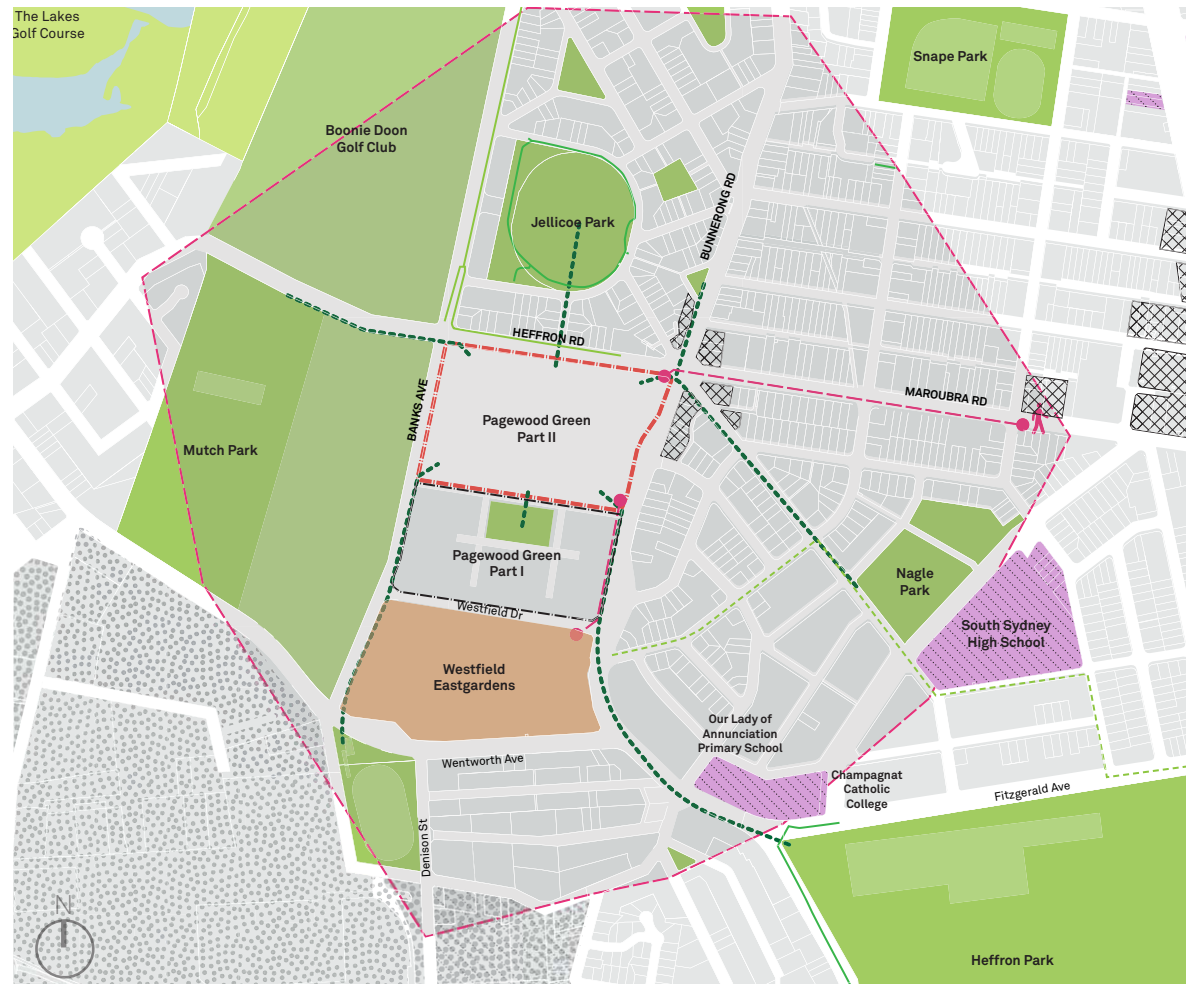 The Lakes
Golf Course
Snape Park
Boonie Doon
Golf Club
BUNNERONG RD
Jellicoe Park
HEFFRON RD
BANKS AVE
MAROUBRA RD
Pagewood Green
Part II
Mutch Park
Pagewood Green
Part I
Nagle
Park
Westfield Dr
South Sydney
High School
Westfield
Eastgardens
Our Lady of
Annunciation
Primary School
Wentworth Ave
Champagnat
Catholic
College
Fitzgerald Ave
Denison St
N
Heffron Park